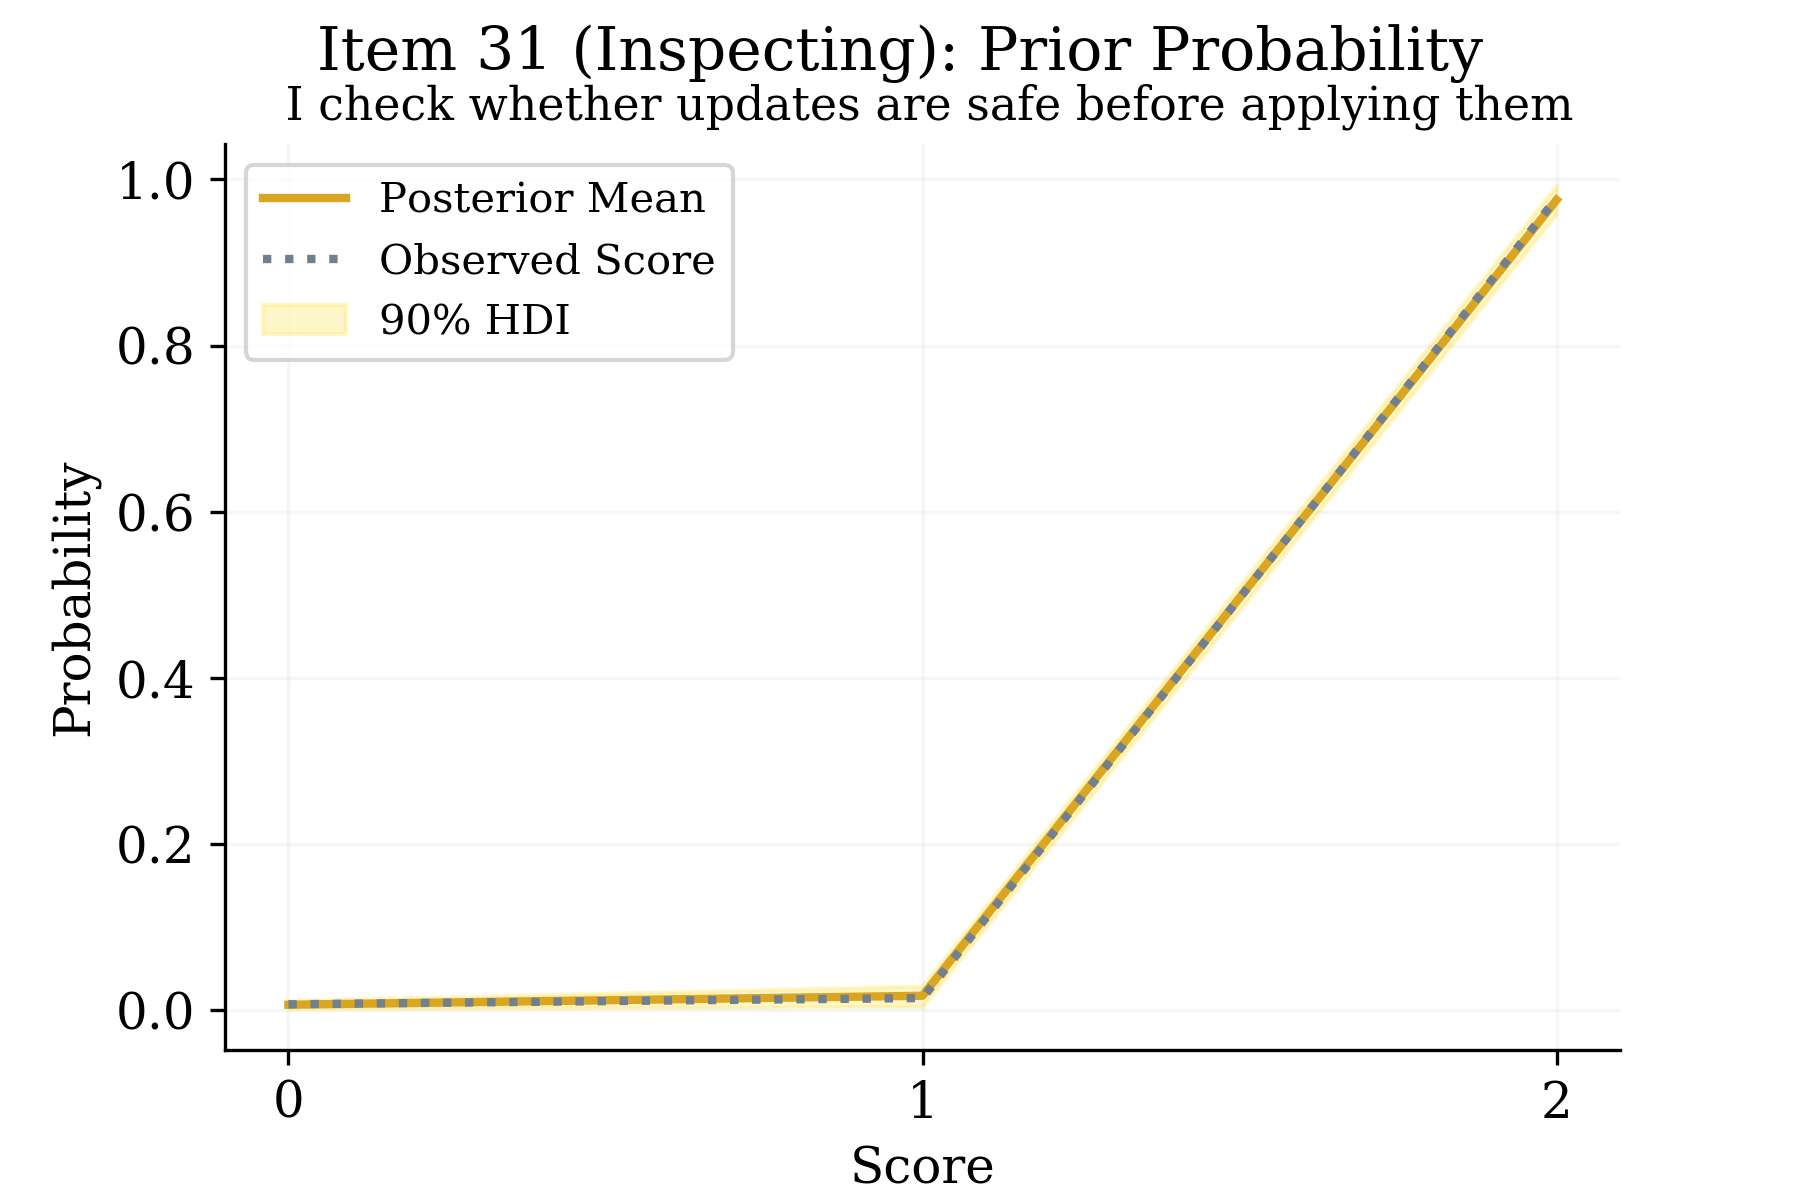 Item 31 (Inspecting): Prior Probability
I check whether updates are safe before applying them
Posterior Mean
Observed Score
90% HDI
Probability
1.0
0.8
0.6
0.4
0.2
0.0
0 1 2
Score